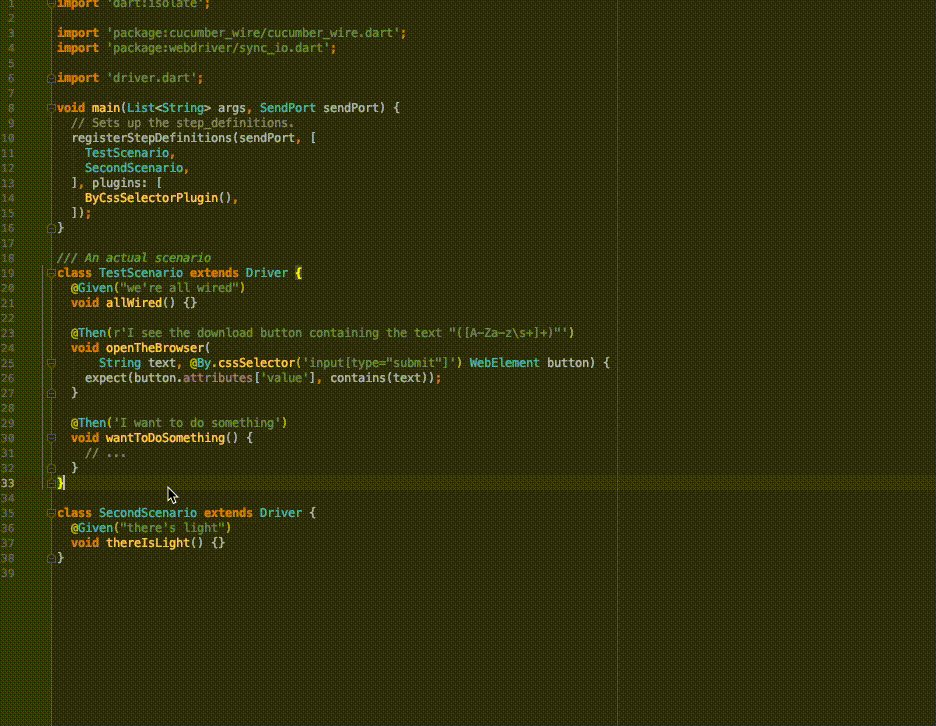 1 import 'dart:isolate';
2
3 import 'package:cucumber_wire/cucumber_wire.dart';
4 import 'package:webdriver/sync_io.dart';
5
6 import 'driver.dart';
7
8 void main(List<String> args, SendPort sendPort) {
9   // Sets up the step_definitions.
10   registerStepDefinitions(sendPort, [
11     TestScenario,
12     SecondScenario,
13   ], plugins: [
14     ByCssSelectorPlugin(),
15   ]);
16 }
17
18 /// An actual scenario
19 class TestScenario extends Driver {
20   @Given("we're all wired")
21   void allWired() {}
22
23   @Then(r'I see the download button containing the text "([A-Za-z\s+]+)"')
24   void openTheBrowser(
25       String text, @By.cssSelector('input[type="submit"]') WebElement button) {
26     expect(button.attributes['value'], contains(text));
27   }
28
29   @Then('I want to do something')
30   void wantToDoSomething() {
31     // ...
32   }
33 }
34
35 class SecondScenario extends Driver {
36   @Given("there's light")
37   void thereIsLight() {}
38 }
39